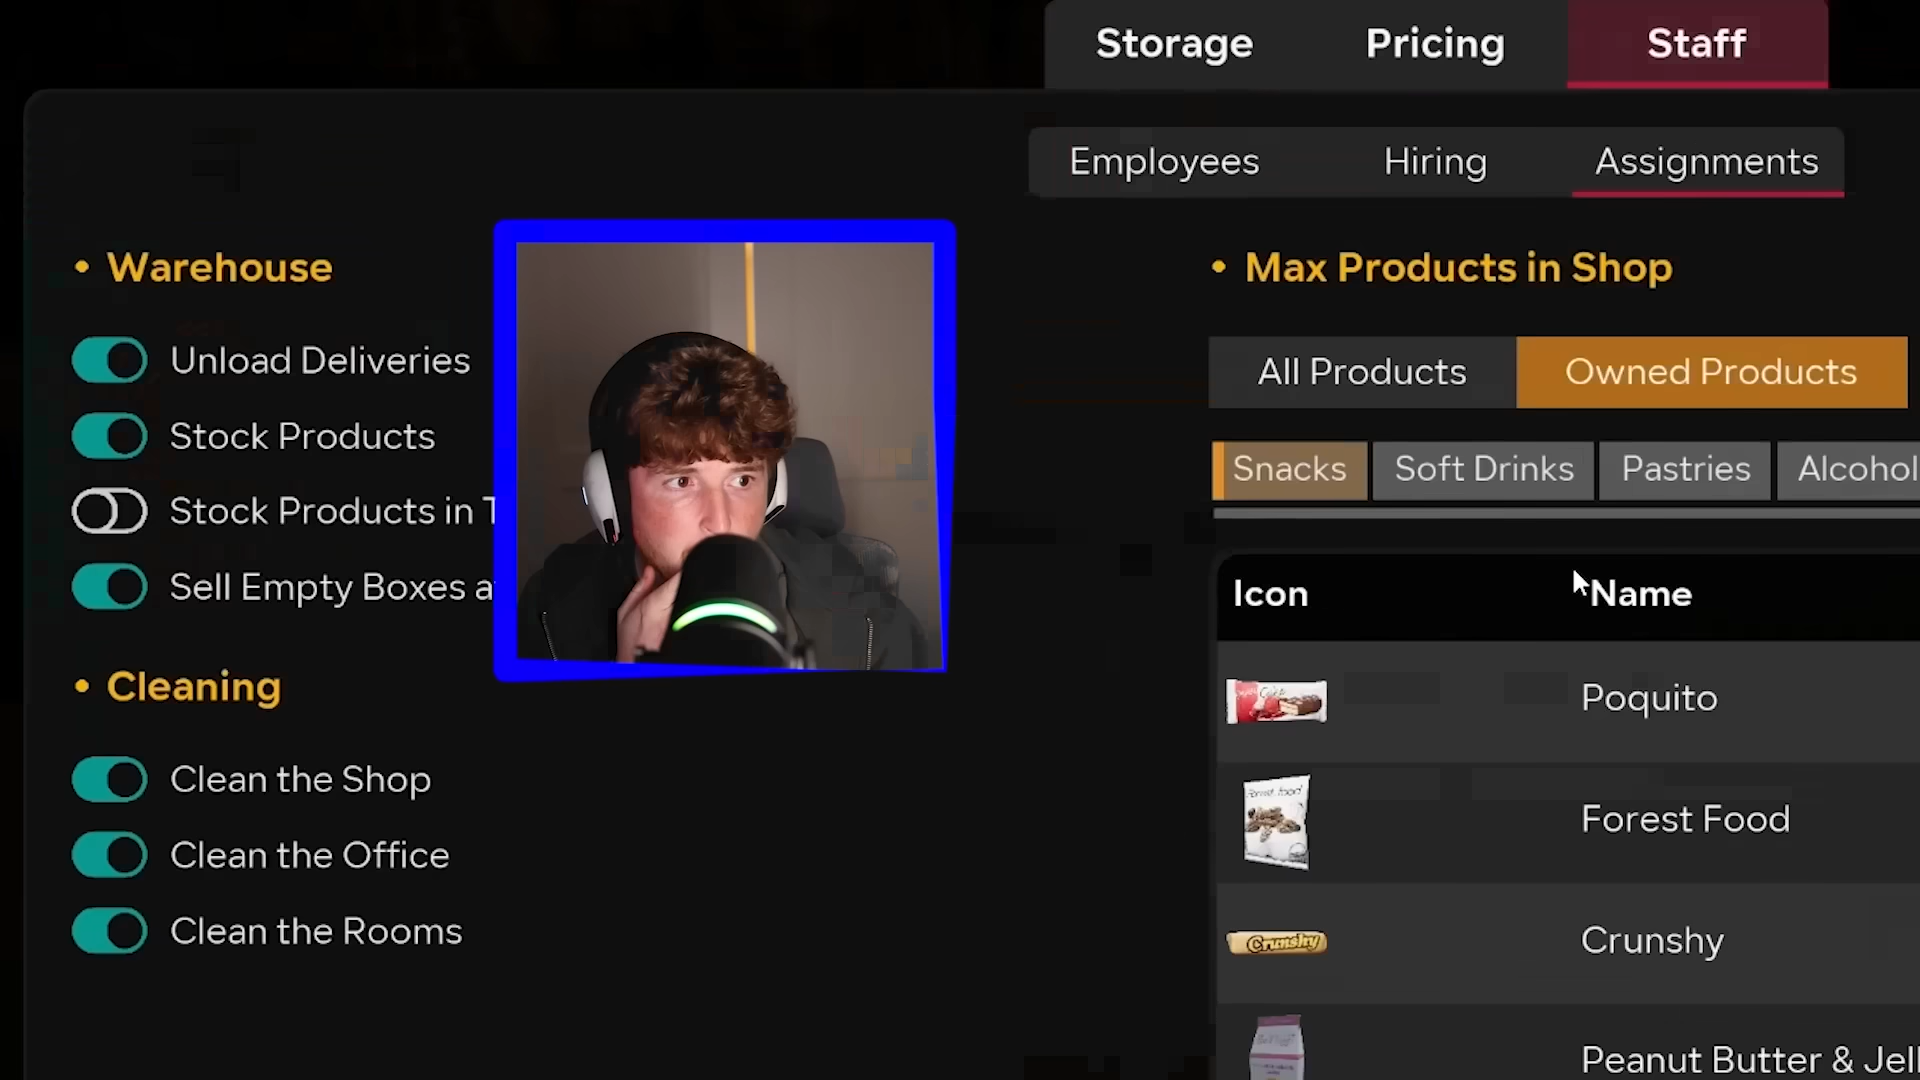 Storage
Pricing
Staff
Employees
Hiring
Assignments
• Warehouse
Unload Deliveries
Stock Products
Stock Products in T
Sell Empty Boxes a
• Cleaning
Clean the Shop
Clean the Office
Clean the Rooms
• Max Products in Shop
All Products
Owned Products
Snacks
Soft Drinks
Pastries
Alcohol
Icon
Name
Poquito
Forest Food
Crunshy
Crunshy
Peanut Butter & Jell